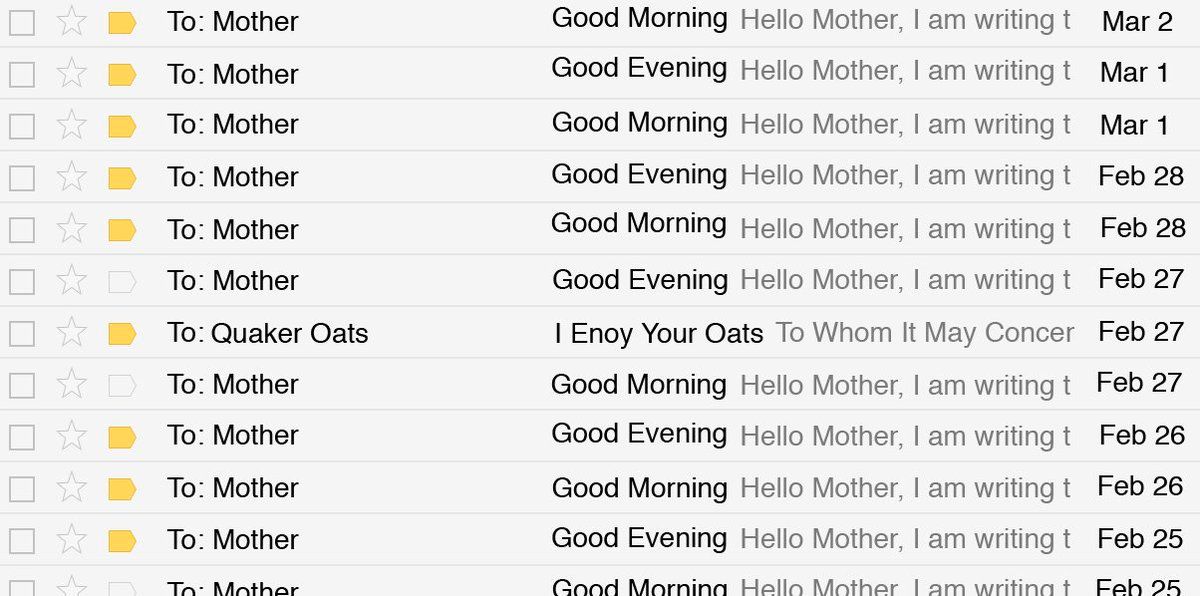 To: Mother Good Morning Hello Mother, I am writing t Mar 2
To: Mother Good Evening Hello Mother, I am writing t Mar 1
To: Mother Good Morning Hello Mother, I am writing t Mar 1
To: Mother Good Evening Hello Mother, I am writing t Feb 28
To: Mother Good Morning Hello Mother, I am writing t Feb 28
To: Mother Good Evening Hello Mother, I am writing t Feb 27
To: Quaker Oats I Enoy Your Oats To Whom It May Concer Feb 27
To: Mother Good Morning Hello Mother, I am writing t Feb 27
To: Mother Good Evening Hello Mother, I am writing t Feb 26
To: Mother Good Morning Hello Mother, I am writing t Feb 26
To: Mother Good Evening Hello Mother, I am writing t Feb 25
To: Mother Good Morning Hello Mother, I am writing t Feb 25